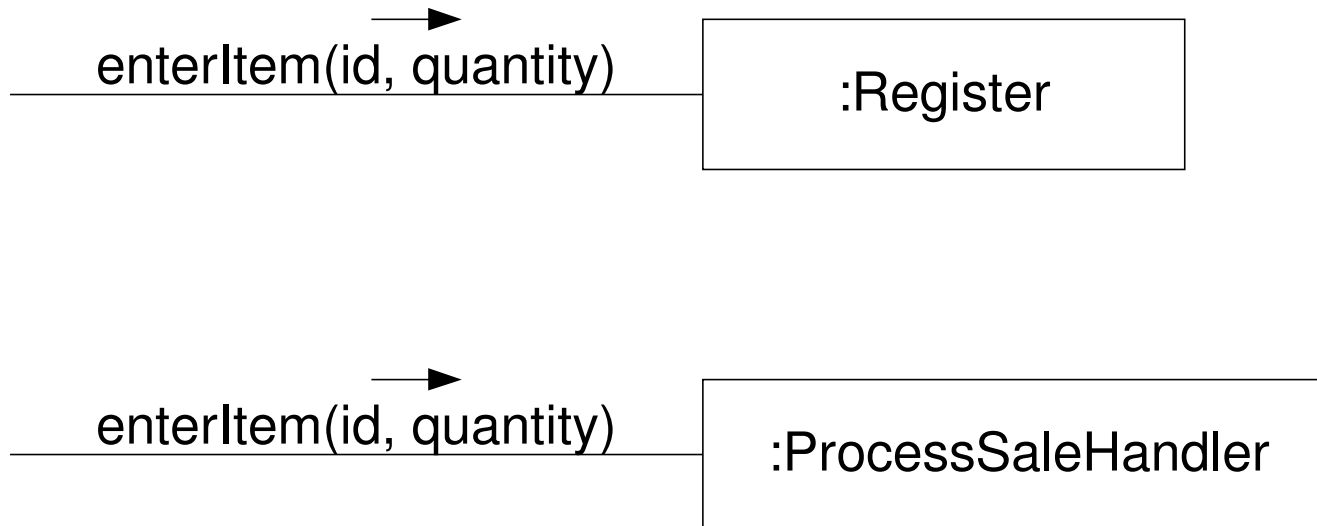 enterItem(id, quantity)
:Register
enterItem(id, quantity)
:ProcessSaleHandler